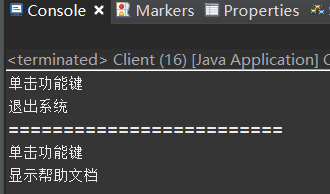 Console Markers Properties
<terminated> Client (16) [Java Application]
单击功能键
退出系统
=========================
单击功能键
显示帮助文档